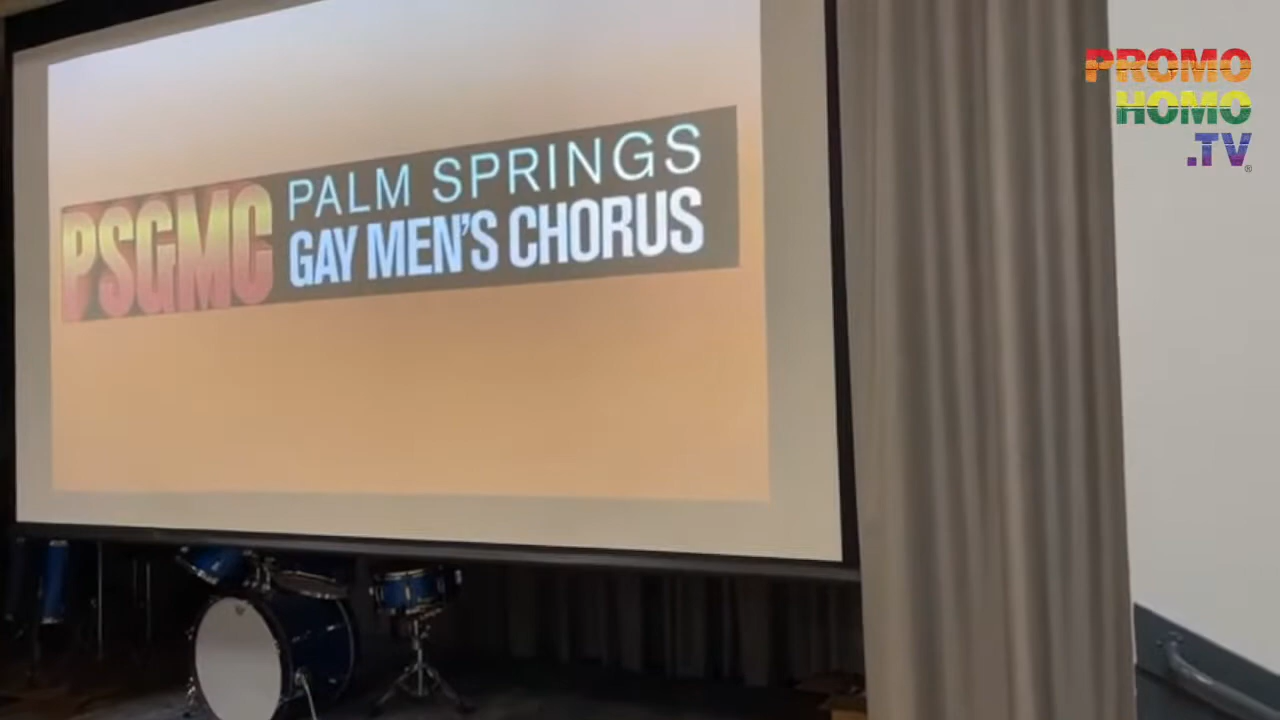 PSGMC
PALM SPRINGS
GAY MEN'S CHORUS
PROMO
HOMO
.TV®